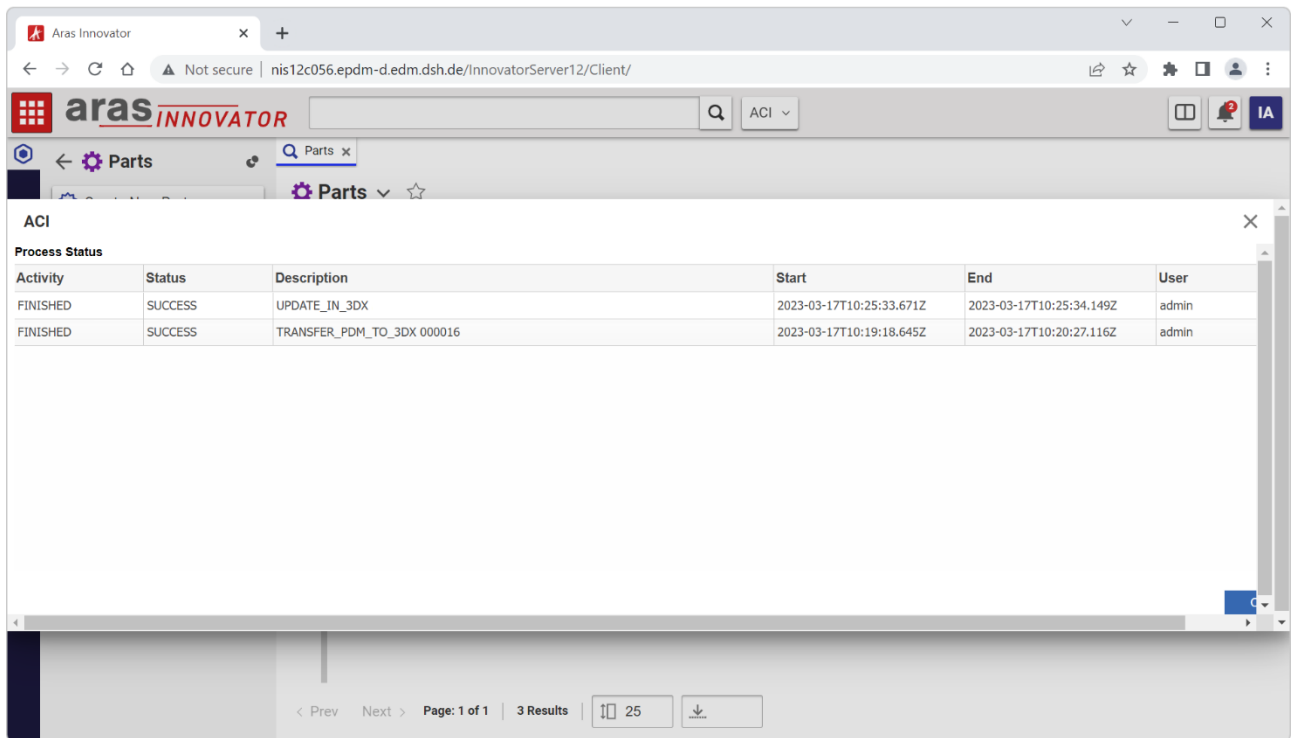 Aras Innovator
Not secure nis12c056.epdm-d.edm.dsh.de/InnovatorServer12/Client/
aras INNOVATOR
ACI
2
IA
Parts
Parts
Parts
ACI
Process Status
Activity Status Description Start End User
FINISHED SUCCESS UPDATE_IN_3DX 2023-03-17T10:25:33.671Z 2023-03-17T10:25:34.149Z admin
FINISHED SUCCESS TRANSFER_PDM_TO_3DX 000016 2023-03-17T10:19:18.645Z 2023-03-17T10:20:27.116Z admin
< Prev Next > Page: 1 of 1 3 Results 25